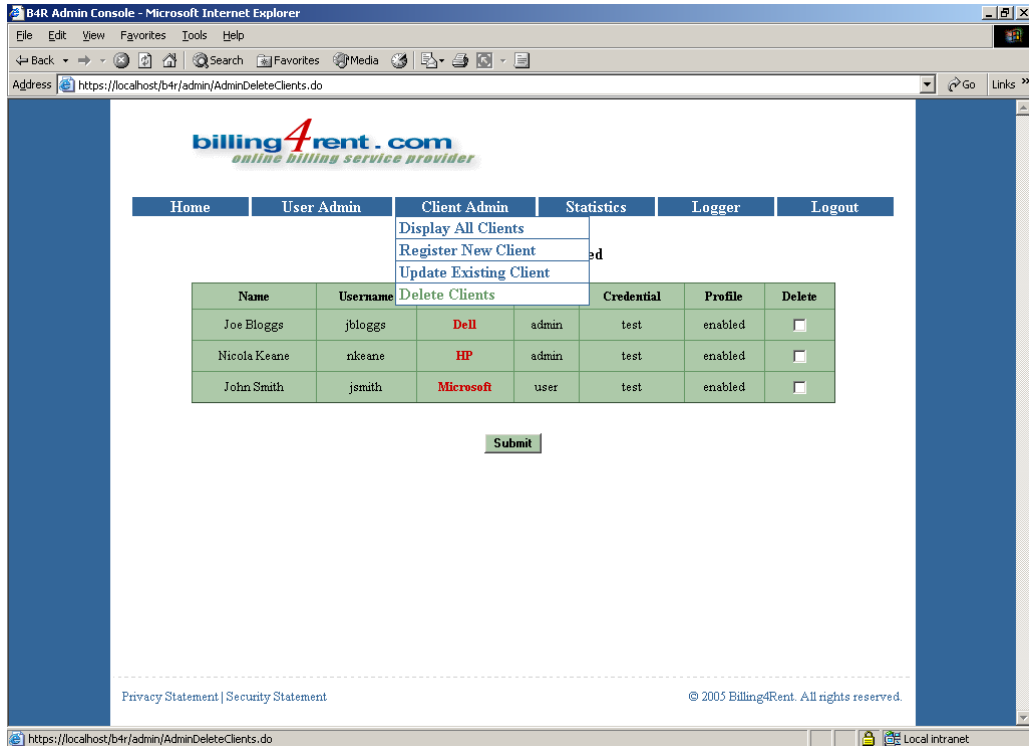 B4R Admin Console - Microsoft Internet Explorer
File Edit View Favorites Tools Help
Back Search Favorites Media
Address https://localhost/b4r/admin/AdminDeleteClients.do Go Links »
billing4rent.com
online billing service provider
Home User Admin Client Admin Statistics Logger Logout
Display All Clients
Register New Client
Update Existing Client
Delete Clients
Name Username Credential Profile Delete
Joe Bloggs jbloggs Dell admin test enabled
Nicola Keane nkeane HP admin test enabled
John Smith jsmith Microsoft user test enabled
Submit
Privacy Statement | Security Statement © 2005 Billing4Rent. All rights reserved.
https://localhost/b4r/admin/AdminDeleteClients.do Local intranet